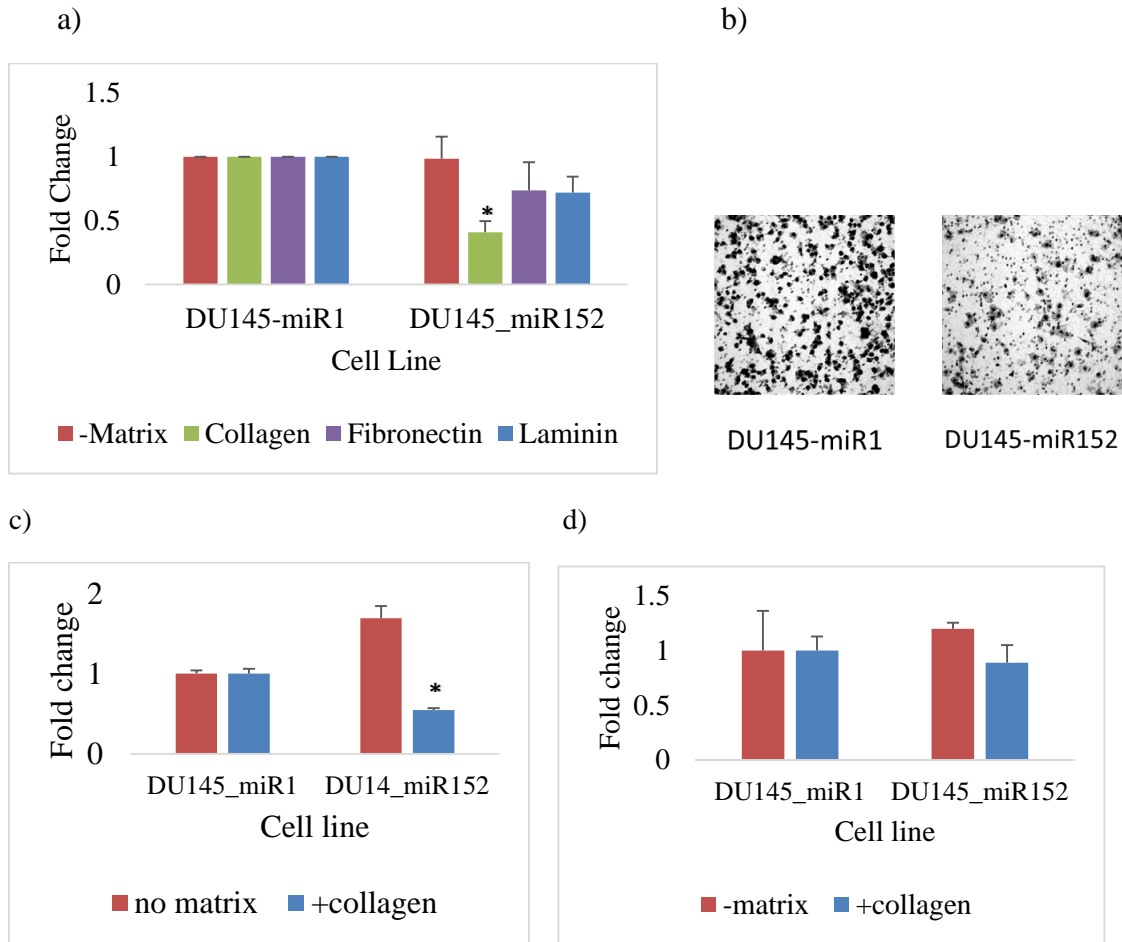 a)
1.5
1
0.5
0
Fold Change
*
DU145-miR1 DU145_miR152
Cell Line
-Matrix Collagen Fibronectin Laminin
b)
DU145-miR1 DU145-miR152
c)
2
1
0
Fold change
*
DU145_miR1 DU14_miR152
Cell line
no matrix +collagen
d)
1.5
1
0.5
0
Fold change
DU145_miR1 DU145_miR152
Cell line
-matrix +collagen